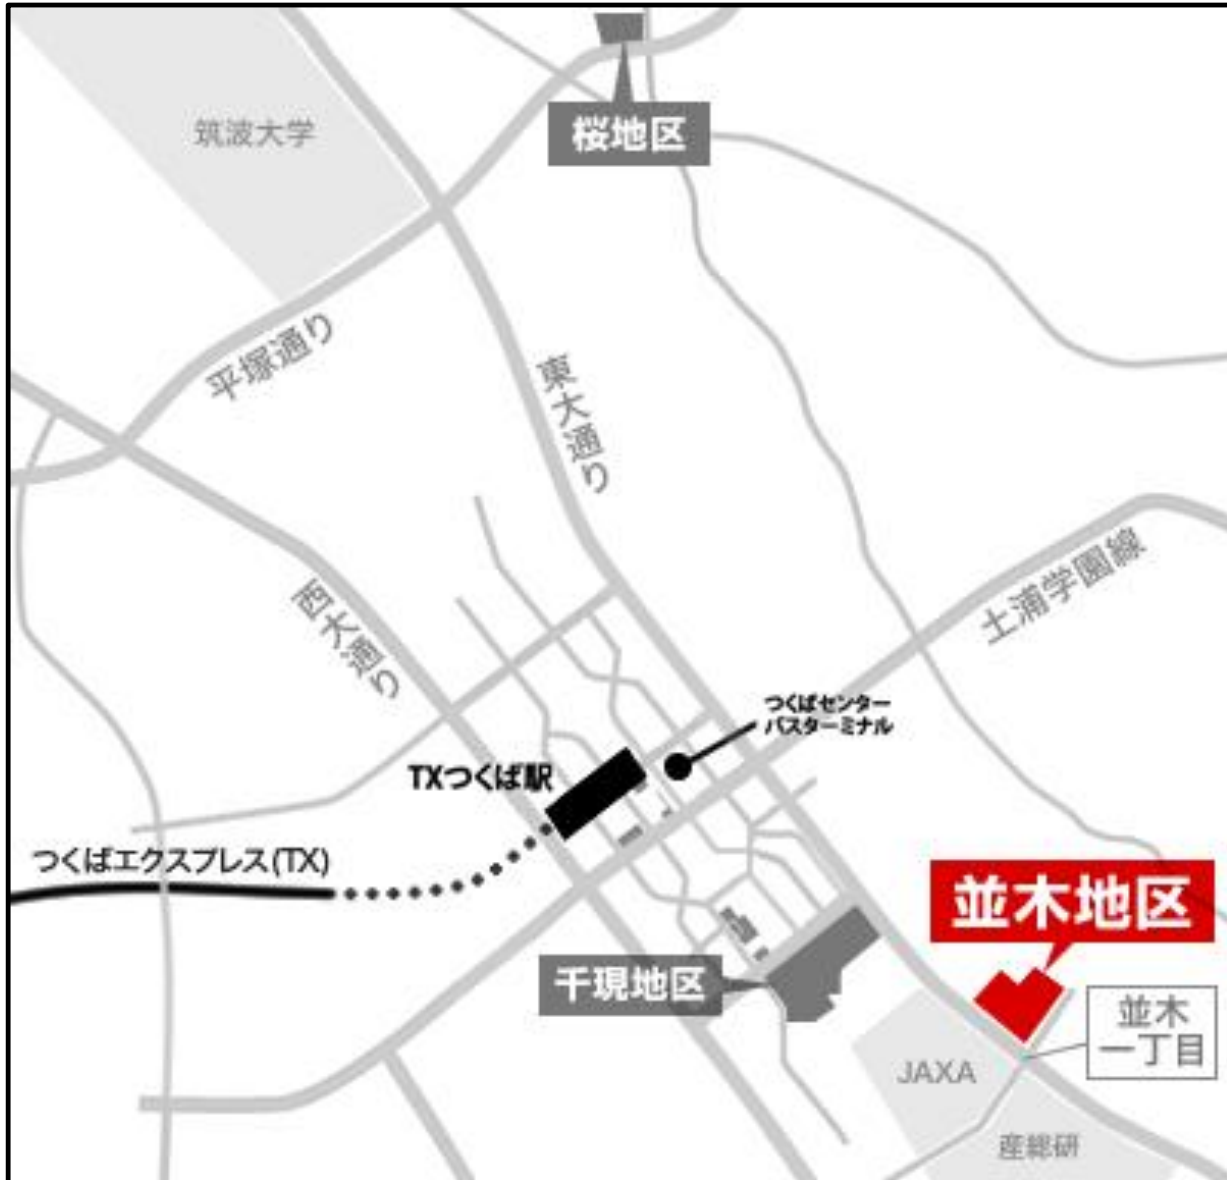 桜地区
筑波大学
平塚通り
東大通り
土浦学園線
西大通り
つくばセンター
バスターミナル
TXつくば駅
つくばエクスプレス(TX)
並木地区
千現地区
並木
一丁目
JAXA
産総研